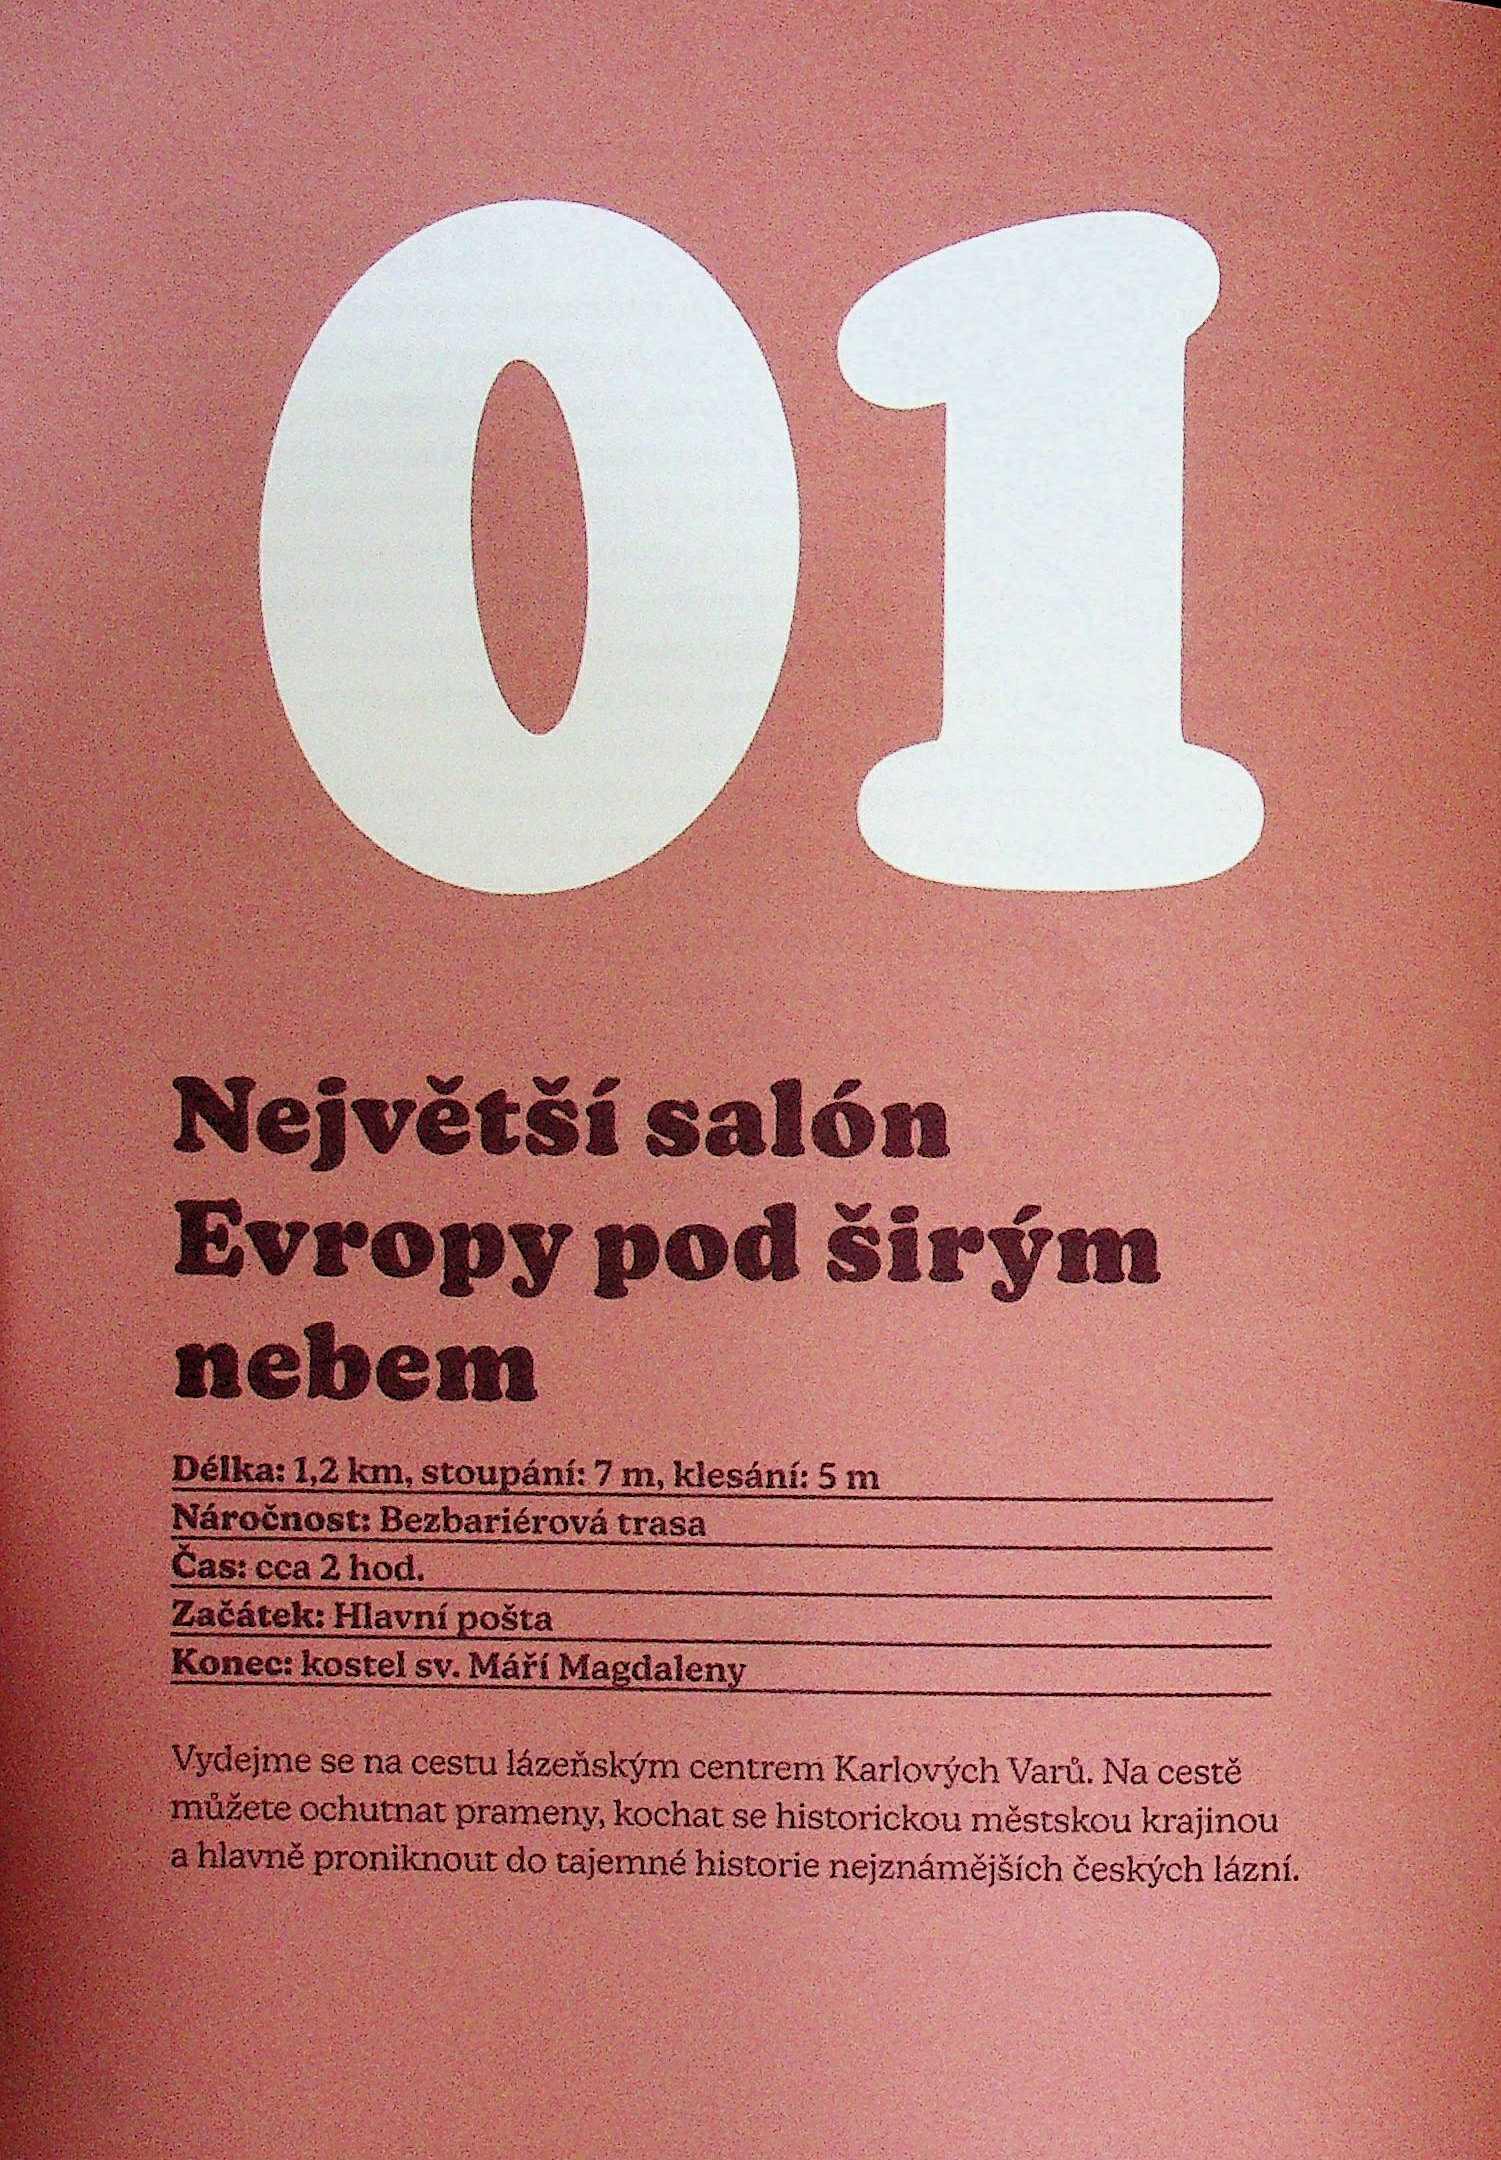 01
Největší salón
Evropy pod širým
nebem
Délka: 1,2 km, stoupání: 7 m, klesání: 5 m
Náročnost: Bezbariérová trasa
Čas: cca 2 hod.
Začátek: Hlavní pošta
Konec: kostel sv. Máří Magdaleny
Vydejme se na cestu lázeňským centrem Karlových Varů. Na cestě
můžete ochutnat prameny, kochat se historickou městskou krajinou
a hlavně proniknout do tajemné historie nejznámějších českých lázní.